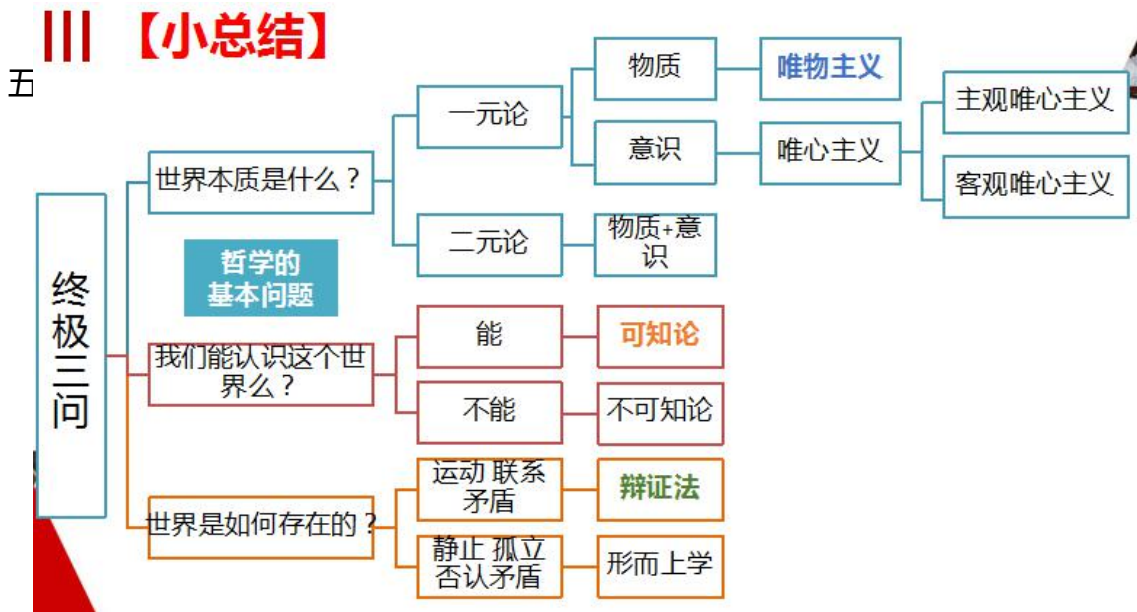 【小总结】
五
终极三问
世界本质是什么？
一元论
物质
唯物主义
意识
唯心主义
主观唯心主义
客观唯心主义
二元论
物质+意
识
哲学的
基本问题
我们能认识这个世
界么？
能
可知论
不能
不可知论
世界是如何存在的？
运动 联系
矛盾
辩证法
静止 孤立
否认矛盾
形而上学